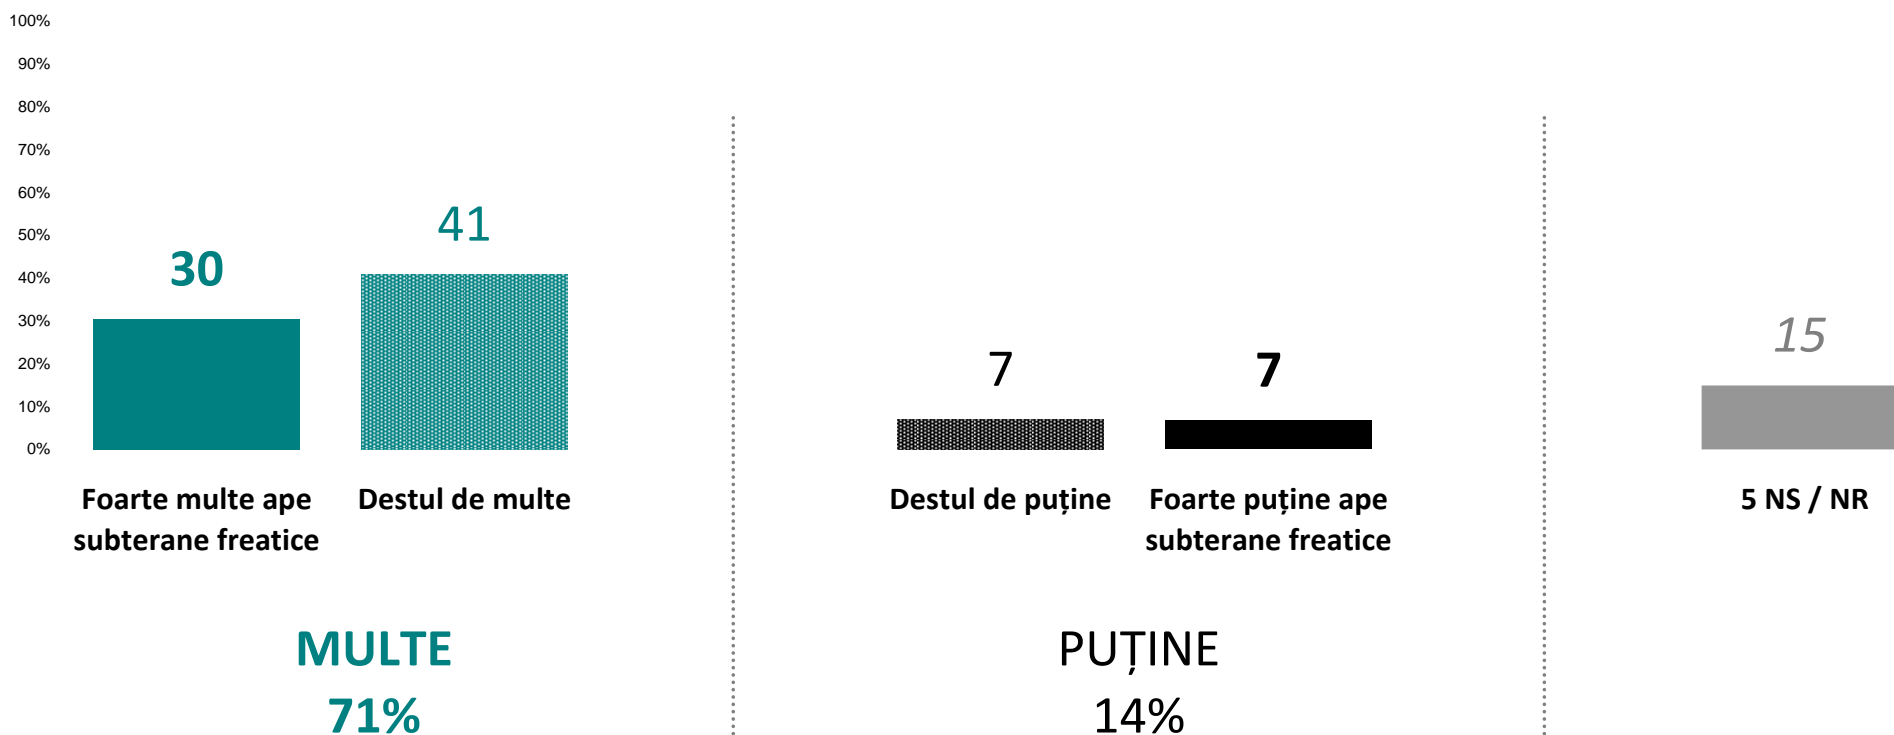 100%
90%
80%
70%
60%
50%
40%
30%
20%
10%
0%
30
41
7
7
15
Foarte multe ape
subterane freatice
Destul de multe
Destul de puține
Foarte puține ape
subterane freatice
5 NS / NR
MULTE
71%
PUȚINE
14%